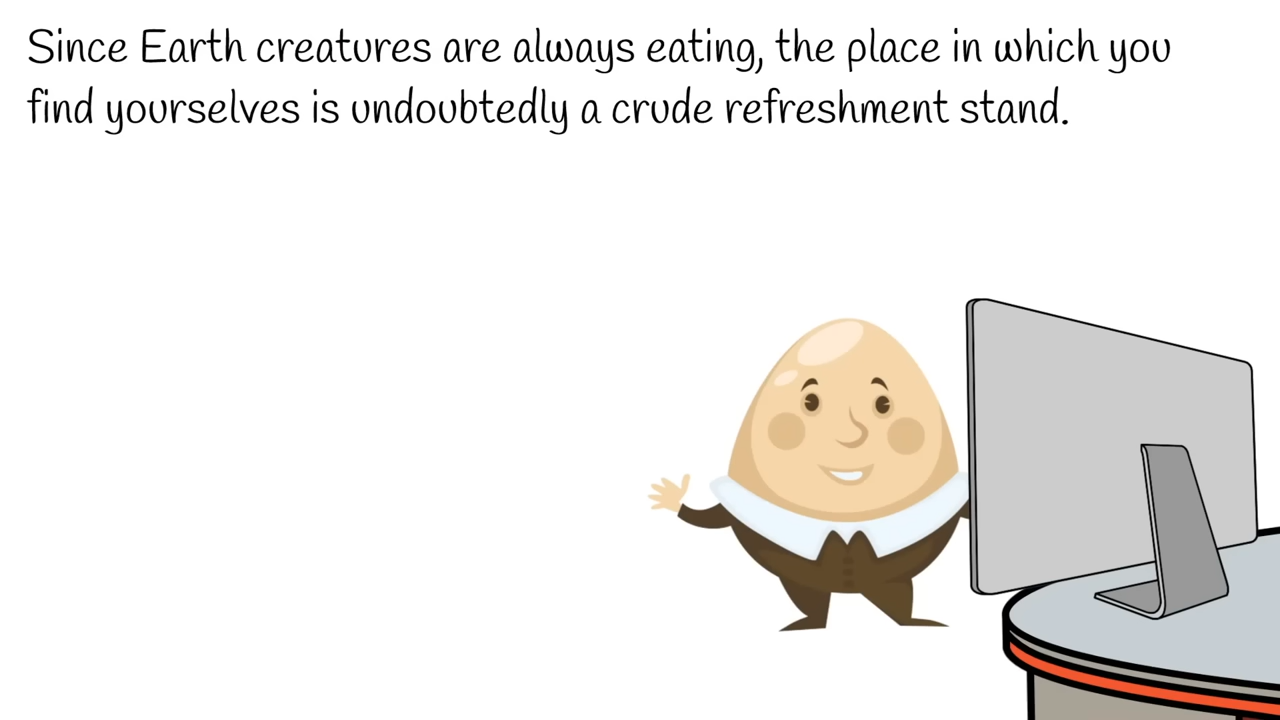 Since Earth creatures are always eating, the place in which you
find yourselves is undoubtedly a crude refreshment stand.